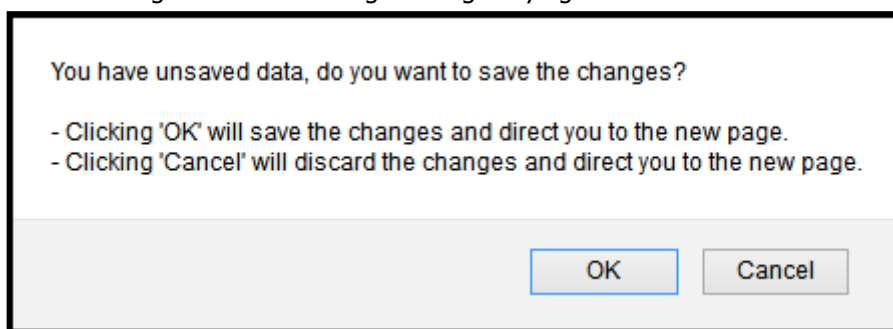 You have unsaved data, do you want to save the changes?
- Clicking 'OK' will save the changes and direct you to the new page.
- Clicking 'Cancel' will discard the changes and direct you to the new page.
OK Cancel